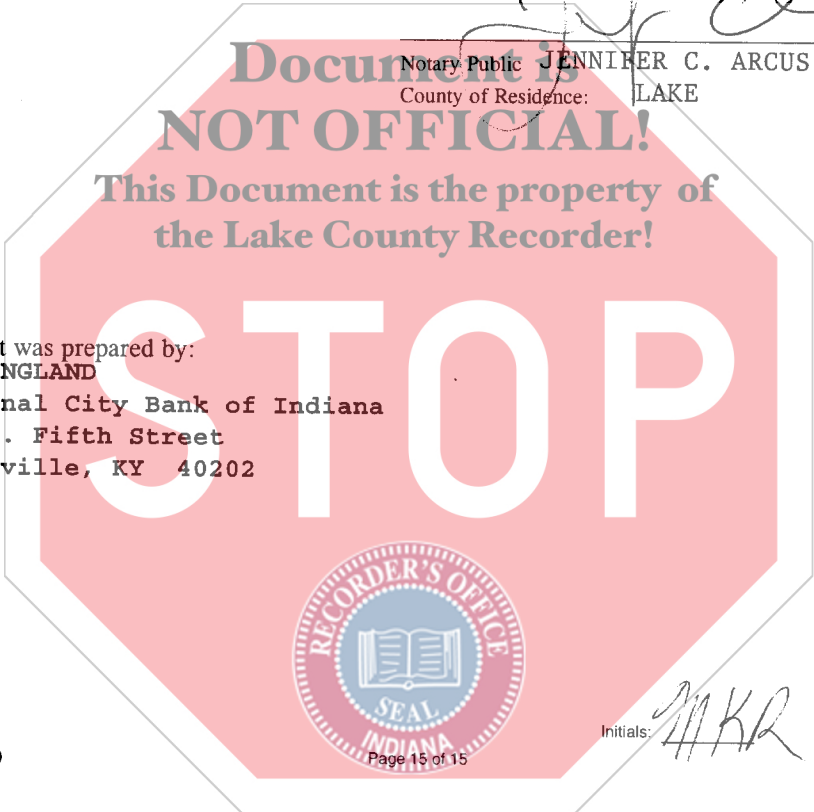 Document is
Notary Public JENNIFER C. ARCUS
County of Residence: LAKE
NOT OFFICIAL!
This Document is the property of
the Lake County Recorder!
STOP
t was prepared by:
NGLAND
nal City Bank of Indiana
. Fifth Street
ville, KY 40202
RECORDER'S OFFICE
SEAL
INDIANA
Initials: MKR
Page 15 of 15
)